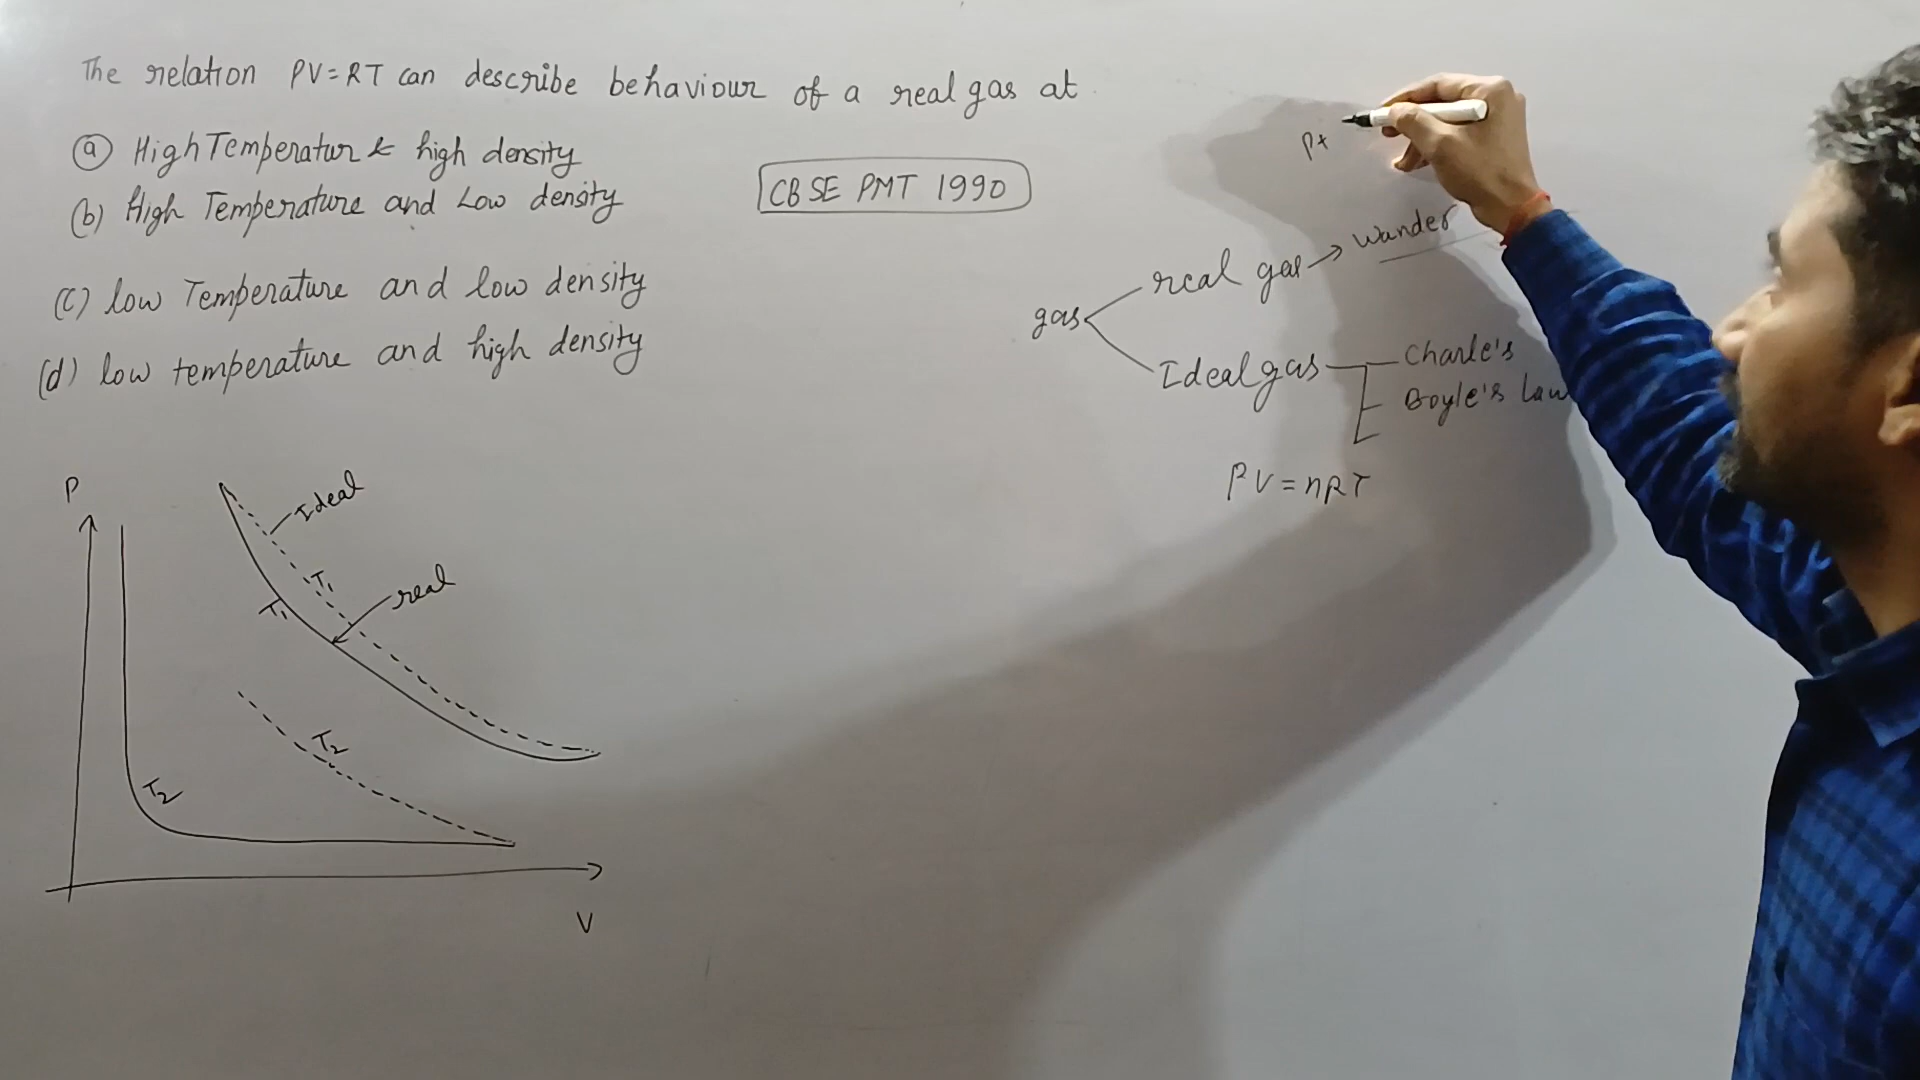 The relation PV=RT can describe behaviour of a real gas at
(a) High Temperatur & high density
(b) High Temperature and Low density
CBSE PMT 1990
(c) low Temperature and low density
(d) low temperature and high density
P+
gas
real gas → Wander
Ideal gas
Charle's
Boyle's Law
PV=nRT
P
Ideal
T1
T1
real
T2
T2
V